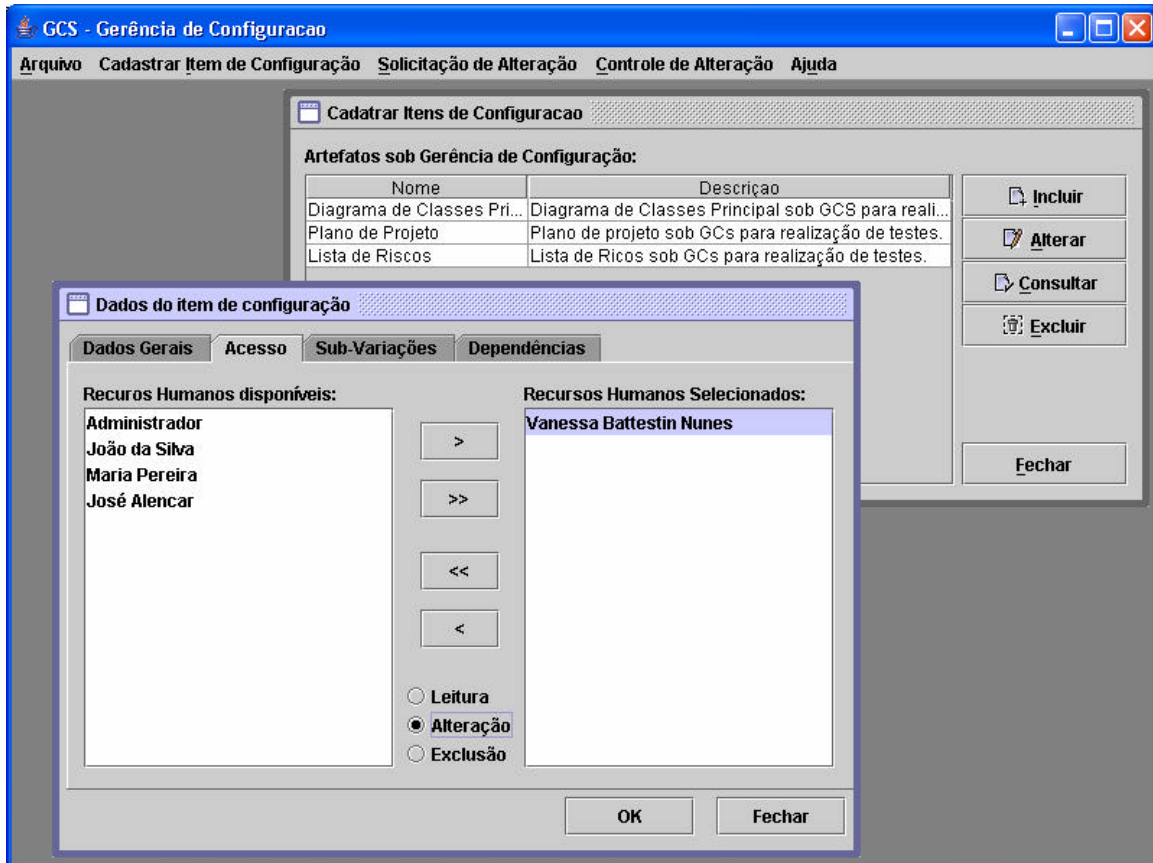 GCS - Gerência de Configuracao
Arquivo Cadastrar Item de Configuração Solicitação de Alteração Controle de Alteração Ajuda
Cadatrar Itens de Configuracao
Artefatos sob Gerência de Configuração:
Nome Descriçao
Diagrama de Classes Pri... Diagrama de Classes Principal sob GCS para reali...
Plano de Projeto Plano de projeto sob GCs para realização de testes.
Lista de Riscos Lista de Ricos sob GCs para realização de testes.
Incluir
Alterar
Consultar
Excluir
Fechar
Dados do item de configuração
Dados Gerais Acesso Sub-Variações Dependências
Recuros Humanos disponíveis:
Administrador
João da Silva
Maria Pereira
José Alencar
>
>>
<<
<
Leitura
Alteração
Exclusão
Recursos Humanos Selecionados:
Vanessa Battestin Nunes
OK Fechar